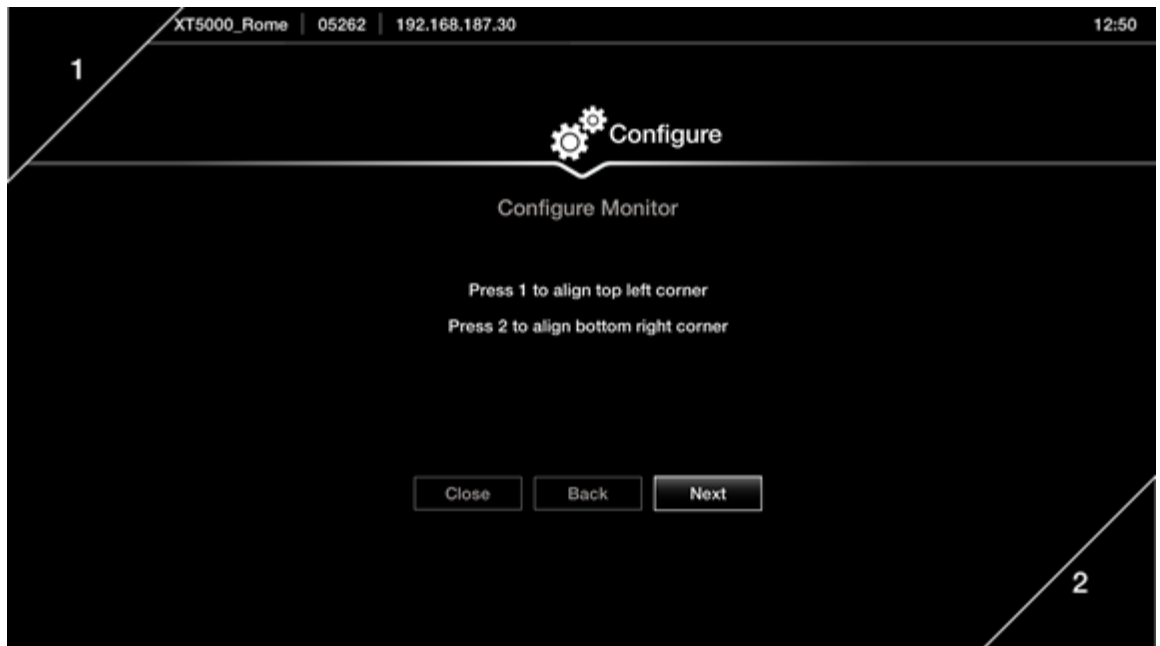 XT5000_Rome | 05262 | 192.168.187.30 12:50
1
Configure
Configure Monitor
Press 1 to align top left corner
Press 2 to align bottom right corner
Close Back Next
2